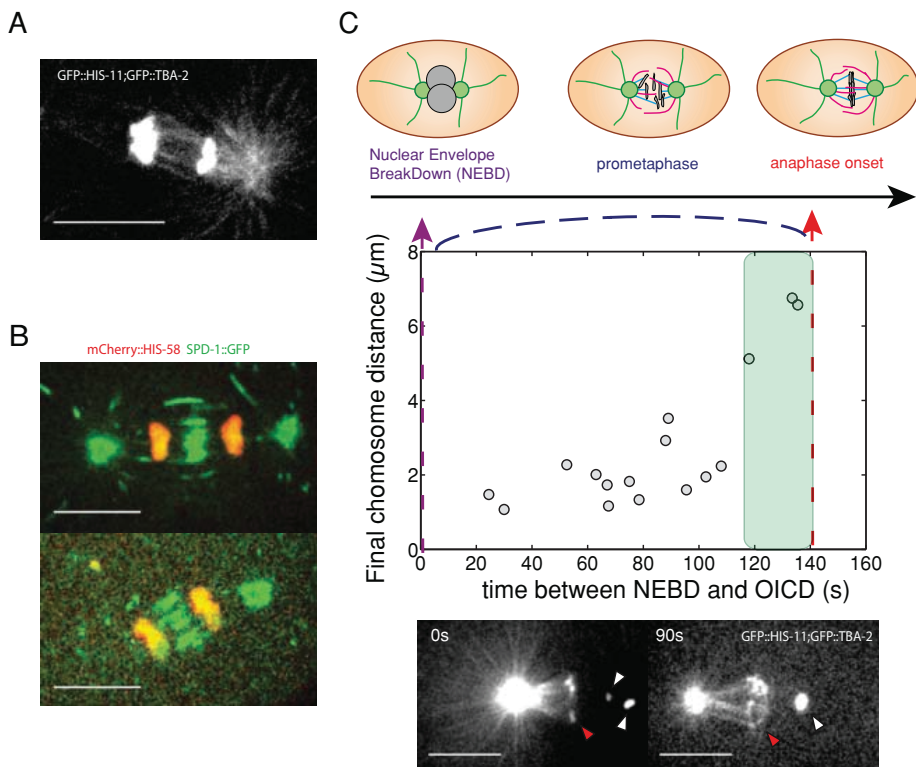 A
GFP::HIS-11;GFP::TBA-2
B
mCherry::HIS-58 SPD-1::GFP
C
Nuclear Envelope
BreakDown (NEBD)
prometaphase
anaphase onset
Final chromosome distance (µm)
8
6
4
2
0
0 20 40 60 80 100 120 140 160
time between NEBD and OICD (s)
0s
90s
GFP::HIS-11;GFP::TBA-2